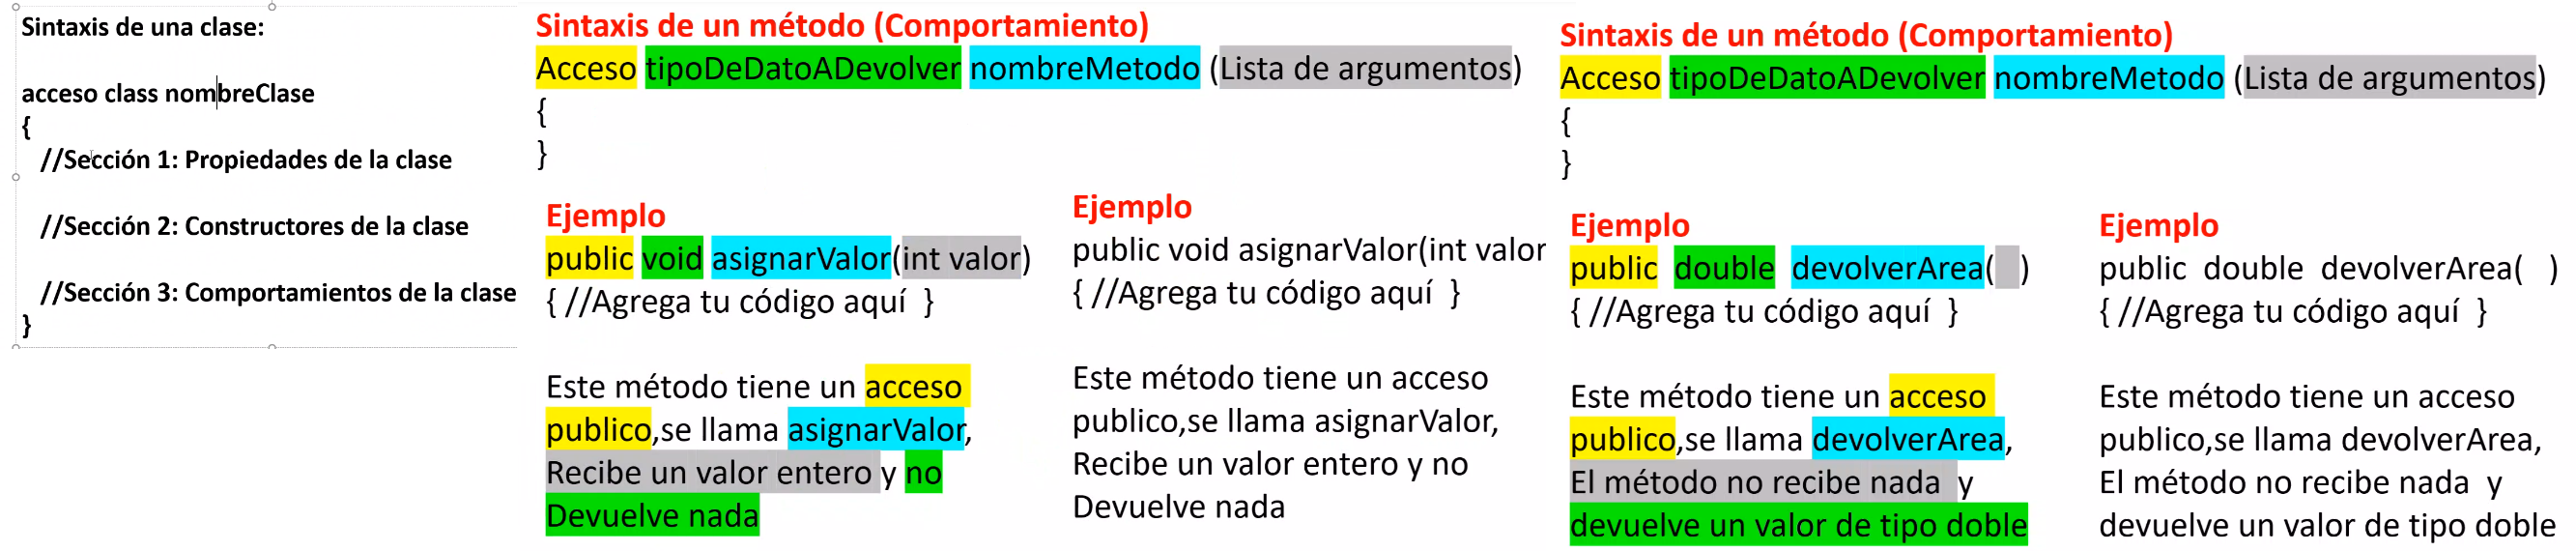 Sintaxis de una clase:
acceso class nombreClase
{
//Sección 1: Propiedades de la clase
//Sección 2: Constructores de la clase
//Sección 3: Comportamientos de la clase
}
Sintaxis de un método (Comportamiento)
Acceso tipoDeDatoADevolver nombreMetodo (Lista de argumentos)
{
}
Ejemplo
public void asignarValor(int valor)
{ //Agrega tu código aquí }
Este método tiene un acceso
publico,se llama asignarValor,
Recibe un valor entero y no
Devuelve nada
Ejemplo
public void asignarValor(int valor
{ //Agrega tu código aquí }
Este método tiene un acceso
publico,se llama asignarValor,
Recibe un valor entero y no
Devuelve nada
Sintaxis de un método (Comportamiento)
Acceso tipoDeDatoADevolver nombreMetodo (Lista de argumentos)
{
}
Ejemplo
public double devolverArea( )
{ //Agrega tu código aquí }
Este método tiene un acceso
publico,se llama devolverArea,
El método no recibe nada y
devuelve un valor de tipo doble
Ejemplo
public double devolverArea( )
{ //Agrega tu código aquí }
Este método tiene un acceso
publico,se llama devolverArea,
El método no recibe nada y
devuelve un valor de tipo doble